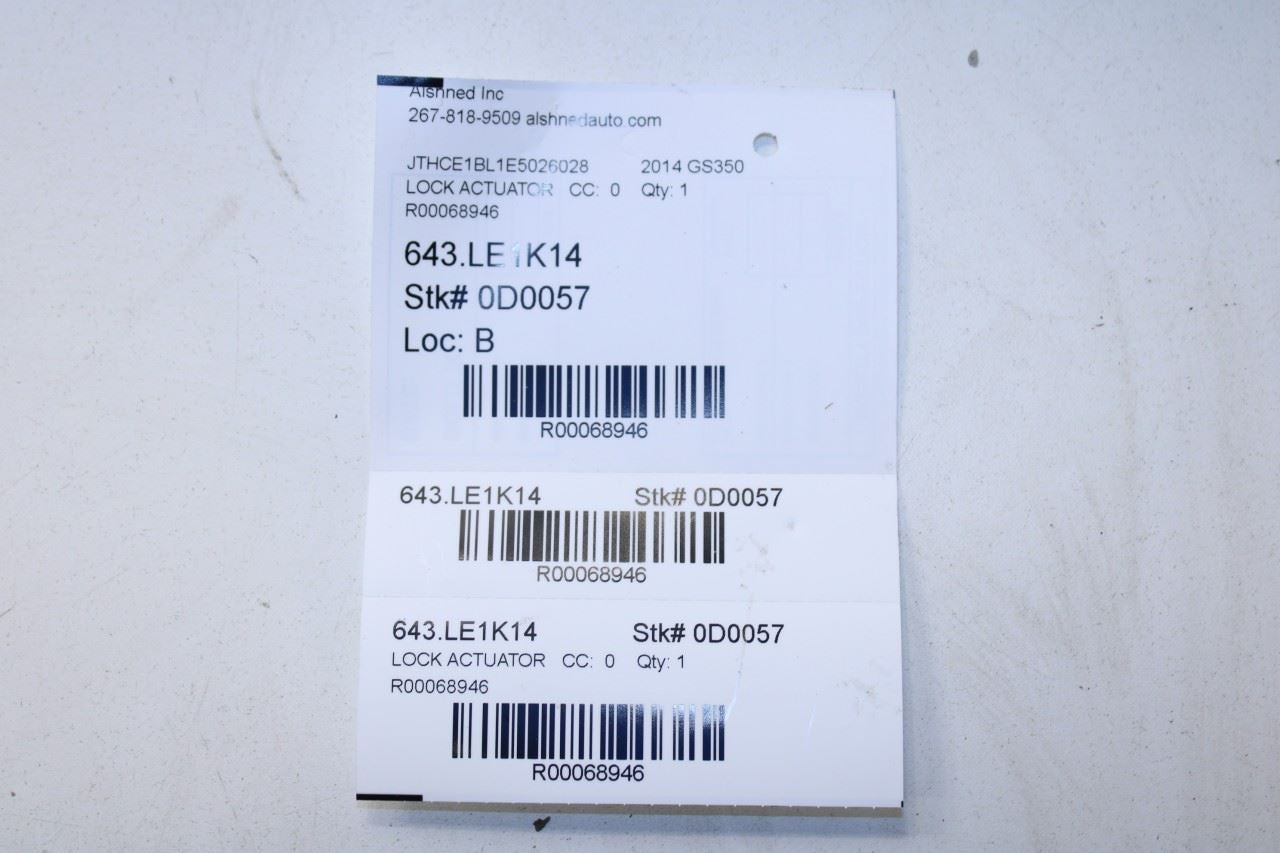 Alshned Inc
267-818-9509 alshnedauto.com
JTHCE1BL1E5026028 2014 GS350
LOCK ACTUATOR CC: 0 Qty: 1
R00068946
643.LE1K14
Stk# 0D0057
Loc: B
R00068946
643.LE1K14 Stk# 0D0057
R00068946
643.LE1K14 Stk# 0D0057
LOCK ACTUATOR CC: 0 Qty: 1
R00068946
R00068946